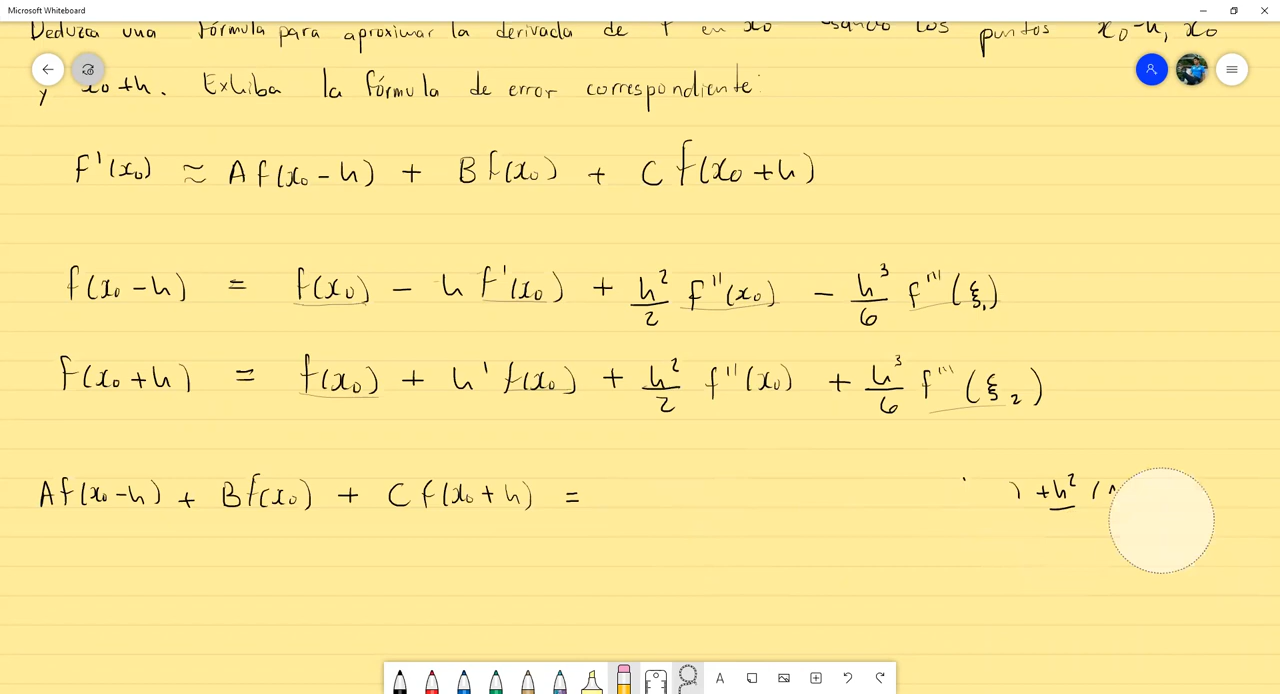 Microsoft Whiteboard
Deduzca una fórmula para aproximar la derivada de f en x₀ usando los puntos x₀-h, x₀
y x₀+h. Exhiba la fórmula de error correspondiente:
F'(x₀) ≈ A f(x₀-h) + B f(x₀) + C f(x₀+h)
f(x₀-h) = f(x₀) - h f'(x₀) + h²/2 f''(x₀) - h³/6 f'''(ξ₁)
f(x₀+h) = f(x₀) + h' f(x₀) + h²/2 f''(x₀) + h³/6 f'''(ξ₂)
A f(x₀-h) + B f(x₀) + C f(x₀+h) = ) + h² (
A